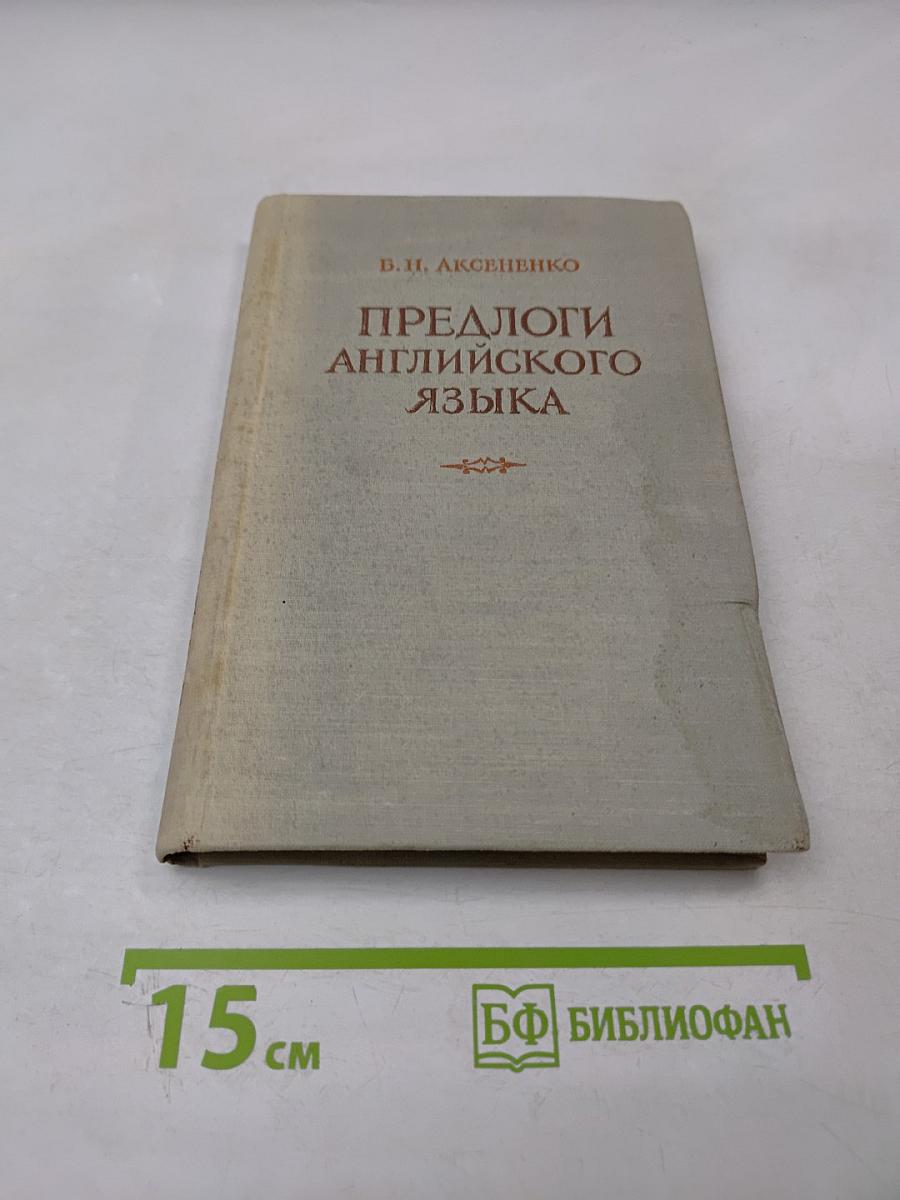 Б. Н. АКСЕНЕНКО
ПРЕДЛОГИ
АНГЛИЙСКОГО
ЯЗЫКА
15 см
БФ БИБЛИОФАН